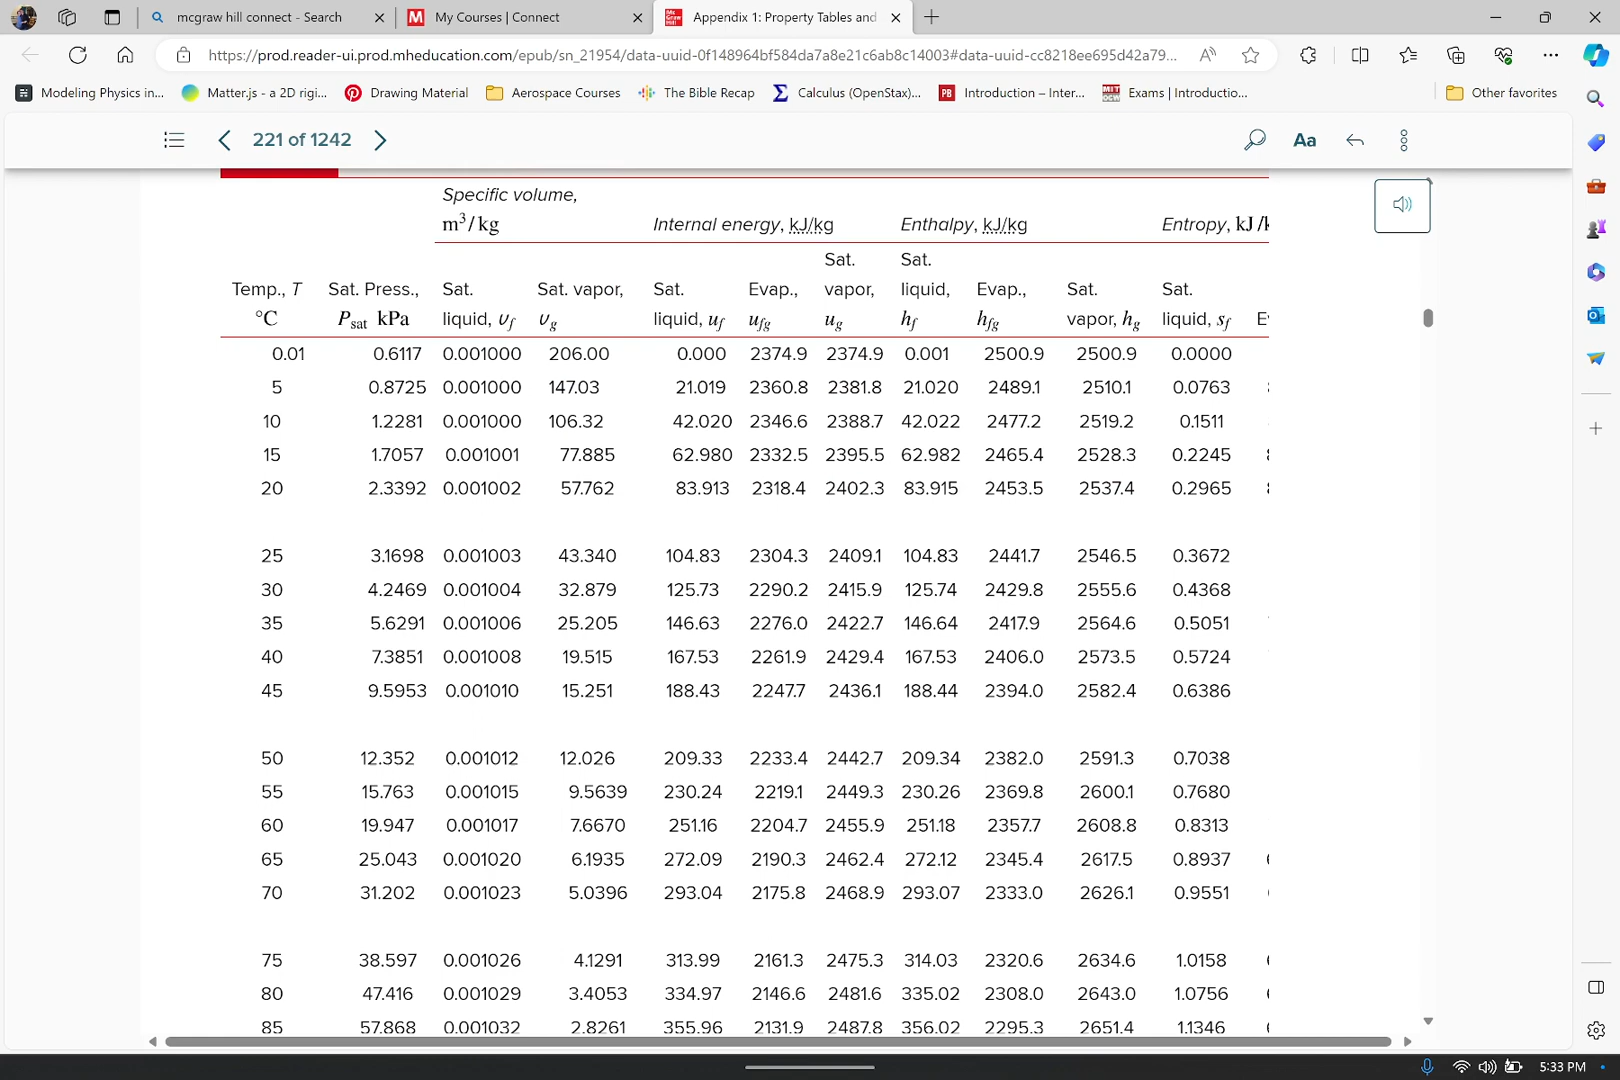 mcgraw hill connect - Search
My Courses | Connect
Appendix 1: Property Tables and
https://prod.reader-ui.prod.mheducation.com/epub/sn_21954/data-uuid-0f148964bf584da7a8e21c6ab8c14003#data-uuid-cc8218ee695d42a79...
Modeling Physics in... Matter.js - a 2D rigi... Drawing Material Aerospace Courses The Bible Recap Calculus (OpenStax)... PB Introduction – Inter... MIT Exams | Introductio... Other favorites
221 of 1242 Aa
Specific volume,
m³/kg Internal energy, kJ/kg Enthalpy, kJ/kg Entropy, kJ/
Sat. Sat.
Temp., T Sat. Press., Sat. Sat. vapor, Sat. Evap., vapor, liquid, Evap., Sat. Sat.
°C Psat kPa liquid, υf υg liquid, uf ufg ug hf hfg vapor, hg liquid, sf
0.01 0.6117 0.001000 206.00 0.000 2374.9 2374.9 0.001 2500.9 2500.9 0.0000
5 0.8725 0.001000 147.03 21.019 2360.8 2381.8 21.020 2489.1 2510.1 0.0763
10 1.2281 0.001000 106.32 42.020 2346.6 2388.7 42.022 2477.2 2519.2 0.1511
15 1.7057 0.001001 77.885 62.980 2332.5 2395.5 62.982 2465.4 2528.3 0.2245
20 2.3392 0.001002 57.762 83.913 2318.4 2402.3 83.915 2453.5 2537.4 0.2965
25 3.1698 0.001003 43.340 104.83 2304.3 2409.1 104.83 2441.7 2546.5 0.3672
30 4.2469 0.001004 32.879 125.73 2290.2 2415.9 125.74 2429.8 2555.6 0.4368
35 5.6291 0.001006 25.205 146.63 2276.0 2422.7 146.64 2417.9 2564.6 0.5051
40 7.3851 0.001008 19.515 167.53 2261.9 2429.4 167.53 2406.0 2573.5 0.5724
45 9.5953 0.001010 15.251 188.43 2247.7 2436.1 188.44 2394.0 2582.4 0.6386
50 12.352 0.001012 12.026 209.33 2233.4 2442.7 209.34 2382.0 2591.3 0.7038
55 15.763 0.001015 9.5639 230.24 2219.1 2449.3 230.26 2369.8 2600.1 0.7680
60 19.947 0.001017 7.6670 251.16 2204.7 2455.9 251.18 2357.7 2608.8 0.8313
65 25.043 0.001020 6.1935 272.09 2190.3 2462.4 272.12 2345.4 2617.5 0.8937
70 31.202 0.001023 5.0396 293.04 2175.8 2468.9 293.07 2333.0 2626.1 0.9551
75 38.597 0.001026 4.1291 313.99 2161.3 2475.3 314.03 2320.6 2634.6 1.0158
80 47.416 0.001029 3.4053 334.97 2146.6 2481.6 335.02 2308.0 2643.0 1.0756
85 57.868 0.001032 2.8261 355.96 2131.9 2487.8 356.02 2295.3 2651.4 1.1346
5:33 PM